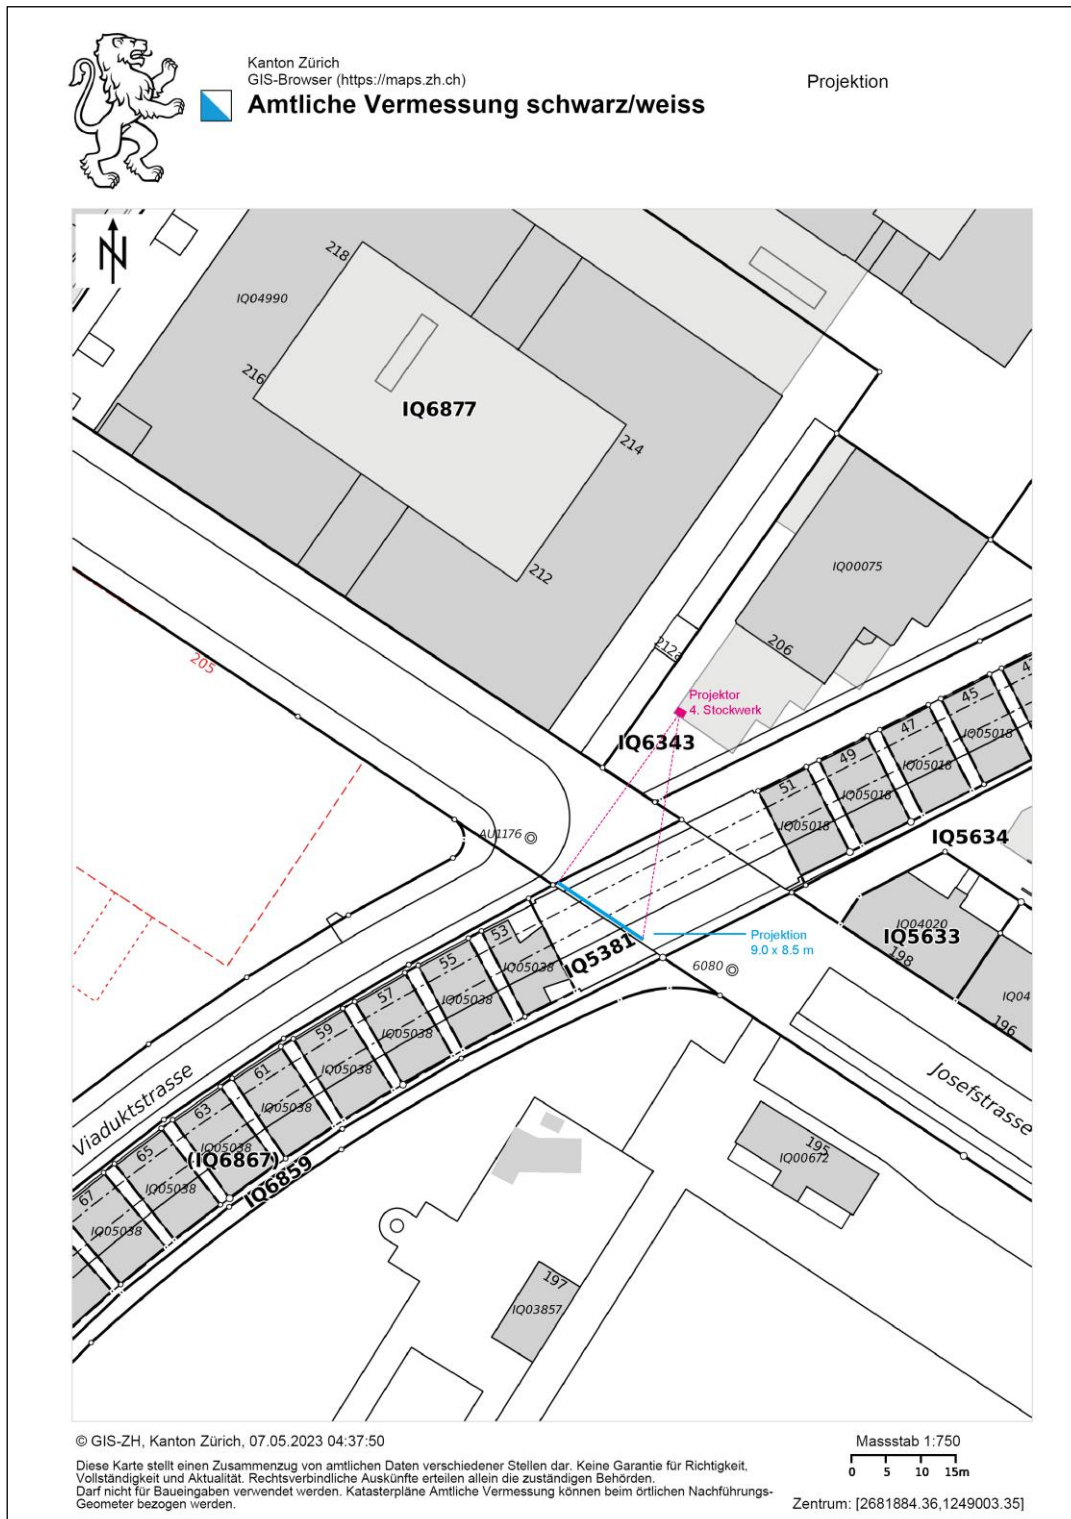 Kanton Zürich
GIS-Browser (https://maps.zh.ch)
Amtliche Vermessung schwarz/weiss
Projektion
N
218
IQ04990
216
IQ6877
214
212
IQ00075
206
212a
205
Projektor
4. Stockwerk
IQ6343
47
45
49
51
IQ05018
IQ05018
IQ05018
IQ05018
AU1176
IQ5634
IQ04020
IQ5633
198
IQ04
196
Projektion
9.0 x 8.5 m
6080
IQ5381
53
IQ05038
55
IQ05038
57
IQ05038
59
IQ05038
61
IQ05038
63
IQ05038
(IQ6867)
IQ6859
65
IQ05038
67
IQ05038
Viaduktstrasse
Josefstrasse
195
IQ00672
197
IQ03857
© GIS-ZH, Kanton Zürich, 07.05.2023 04:37:50
Diese Karte stellt einen Zusammenzug von amtlichen Daten verschiedener Stellen dar. Keine Garantie für Richtigkeit,
Vollständigkeit und Aktualität. Rechtsverbindliche Auskünfte erteilen allein die zuständigen Behörden.
Darf nicht für Baueingaben verwendet werden. Katasterpläne Amtliche Vermessung können beim örtlichen Nachführungs-
Geometer bezogen werden.
Massstab 1:750
0 5 10 15m
Zentrum: [2681884.36,1249003.35]